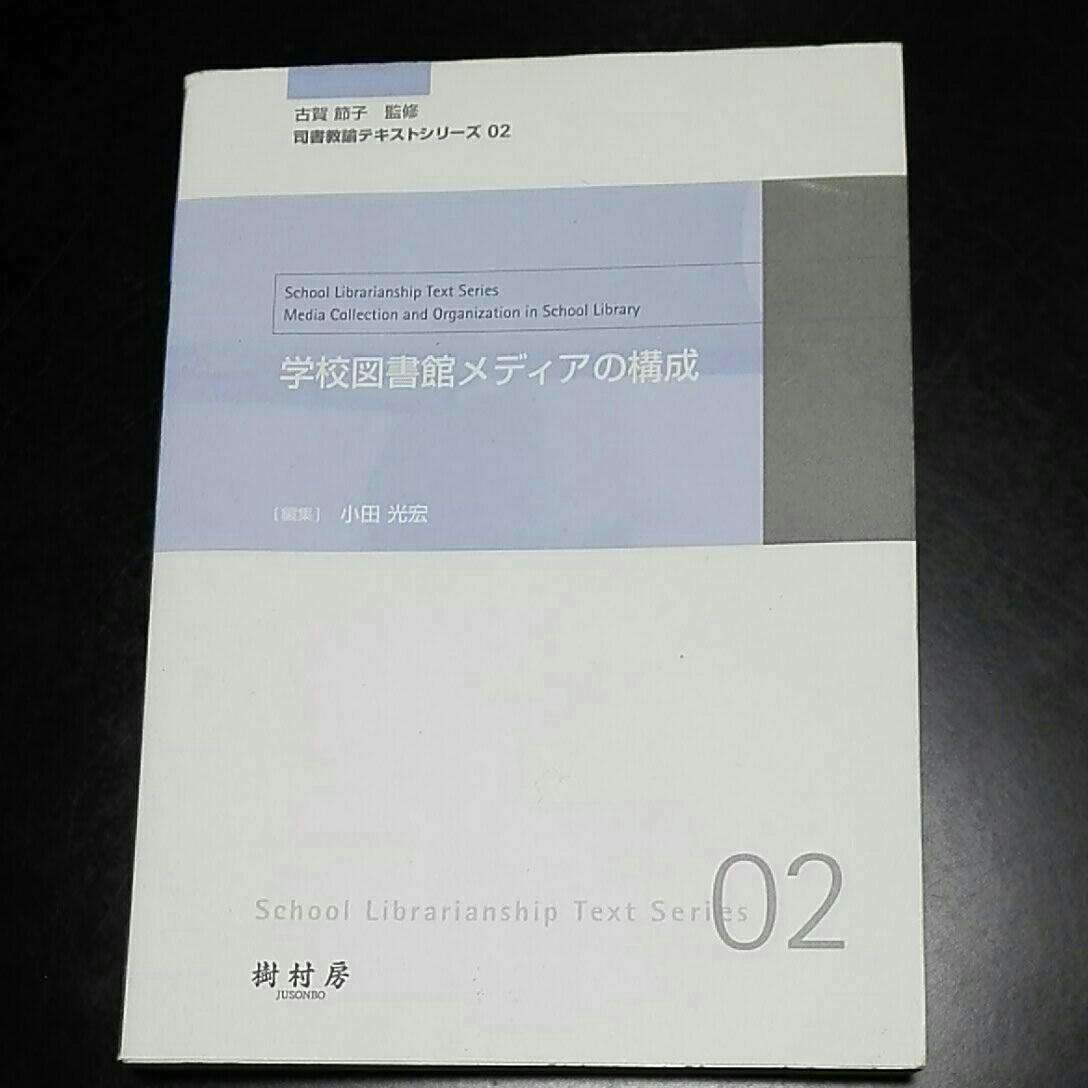 古賀 節子 監修
司書教諭テキストシリーズ 02
School Librarianship Text Series
Media Collection and Organization in School Library
学校図書館メディアの構成
［編集］ 小田 光宏
School Librarianship Text Series
02
樹村房
JUSONBO